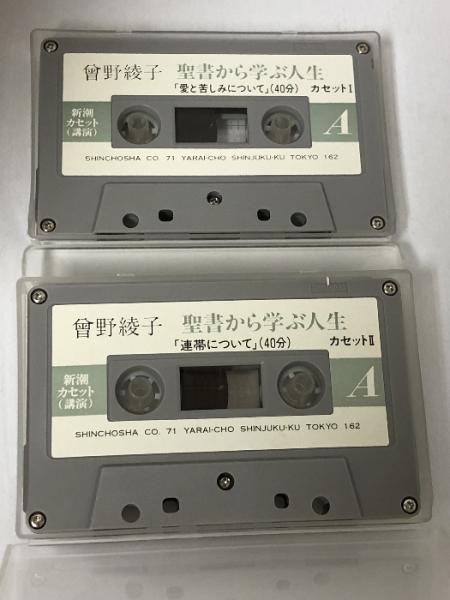 曾野綾子 聖書から学ぶ人生
「愛と苦しみについて」(40分) カセットI
新潮
カセット
(講演)
A
SHINCHOSHA CO. 71 YARAI-CHO SHINJUKU-KU TOKYO 162
曾野綾子 聖書から学ぶ人生
「連帯について」(40分) カセットII
新潮
カセット
(講演)
A
SHINCHOSHA CO. 71 YARAI-CHO SHINJUKU-KU TOKYO 162